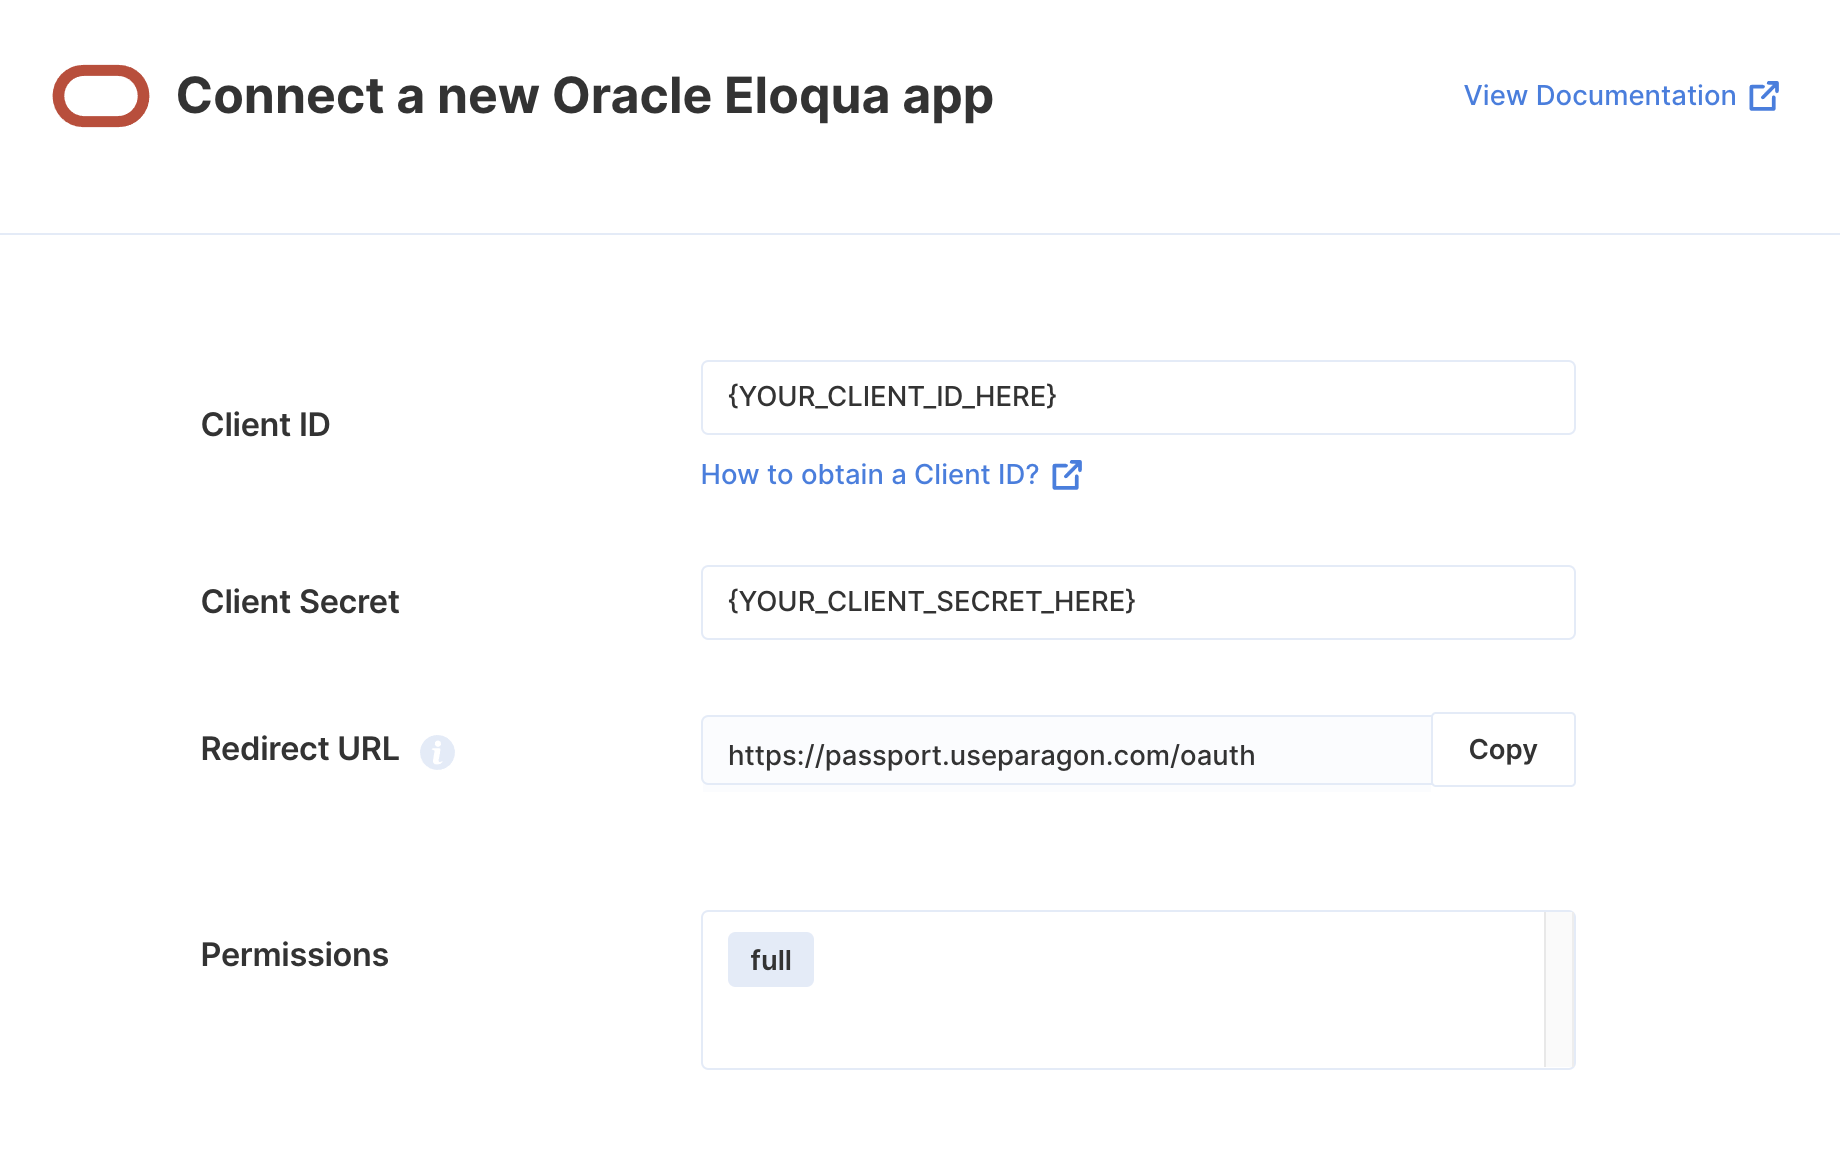 Connect a new Oracle Eloqua app
View Documentation
Client ID
{YOUR_CLIENT_ID_HERE}
How to obtain a Client ID?
Client Secret
{YOUR_CLIENT_SECRET_HERE}
Redirect URL
i
https://passport.useparagon.com/oauth
Copy
Permissions
full